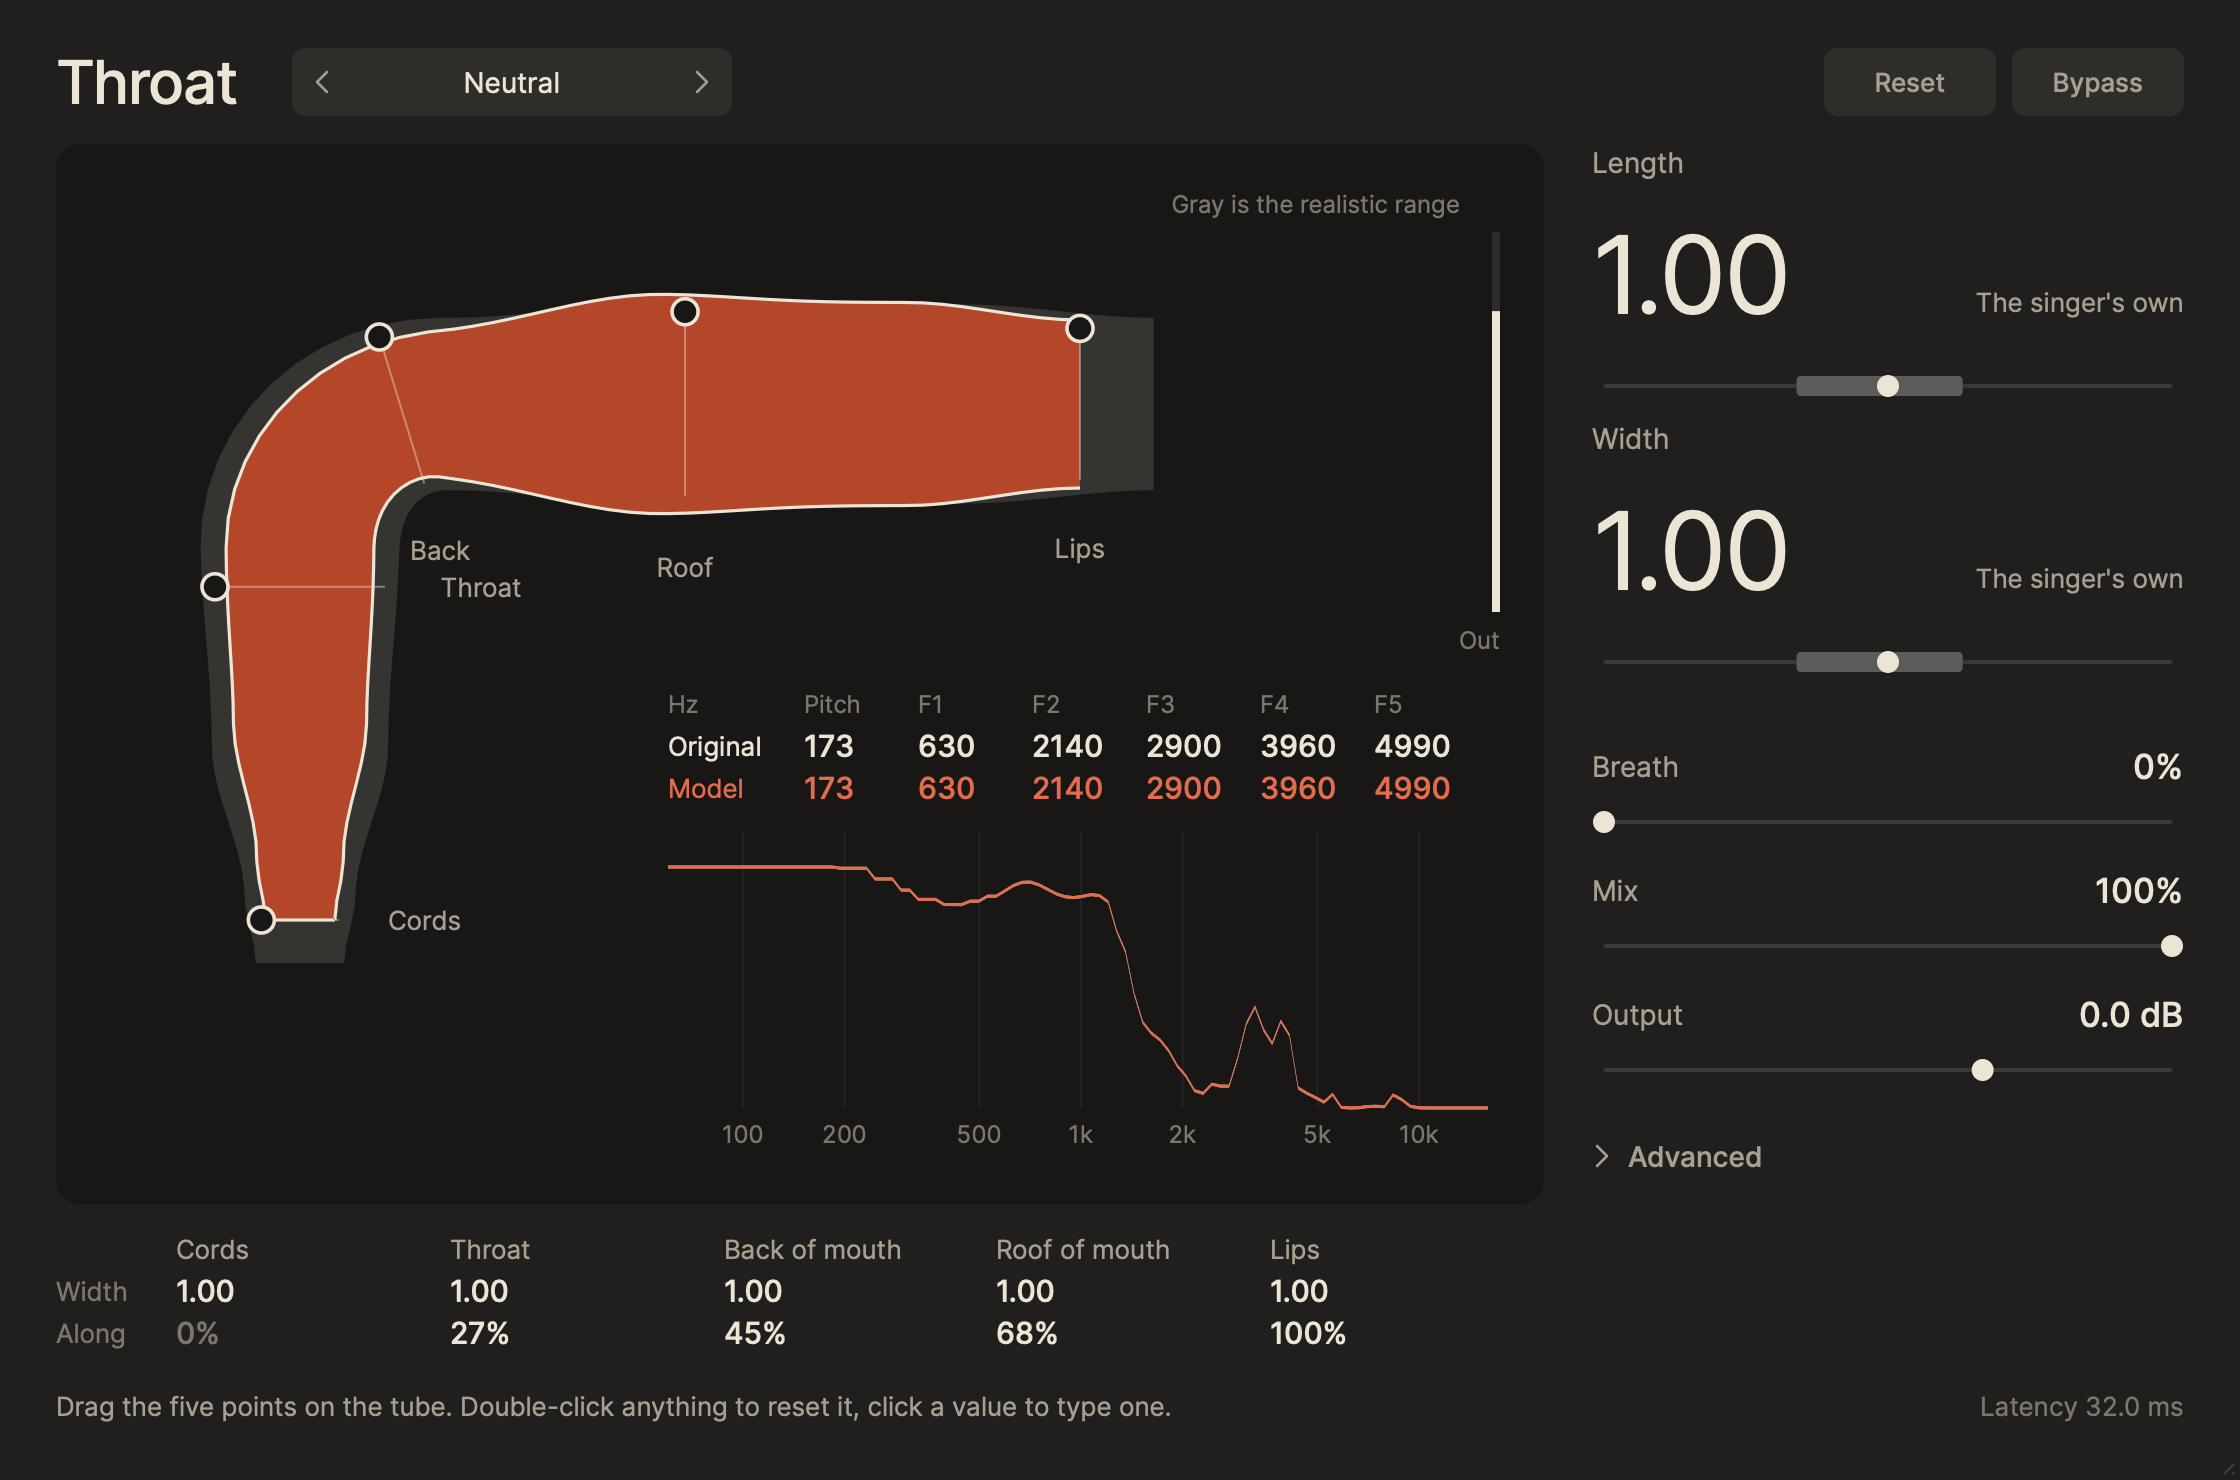 Throat
Neutral
Reset
Bypass
Gray is the realistic range
Length
1.00
The singer's own
Width
1.00
The singer's own
Back
Throat
Roof
Lips
Cords
Out
Hz Pitch F1 F2 F3 F4 F5
Original 173 630 2140 2900 3960 4990
Model 173 630 2140 2900 3960 4990
100 200 500 1k 2k 5k 10k
Breath 0%
Mix 100%
Output 0.0 dB
Advanced
Cords Throat Back of mouth Roof of mouth Lips
Width 1.00 1.00 1.00 1.00 1.00
Along 0% 27% 45% 68% 100%
Drag the five points on the tube. Double-click anything to reset it, click a value to type one.
Latency 32.0 ms